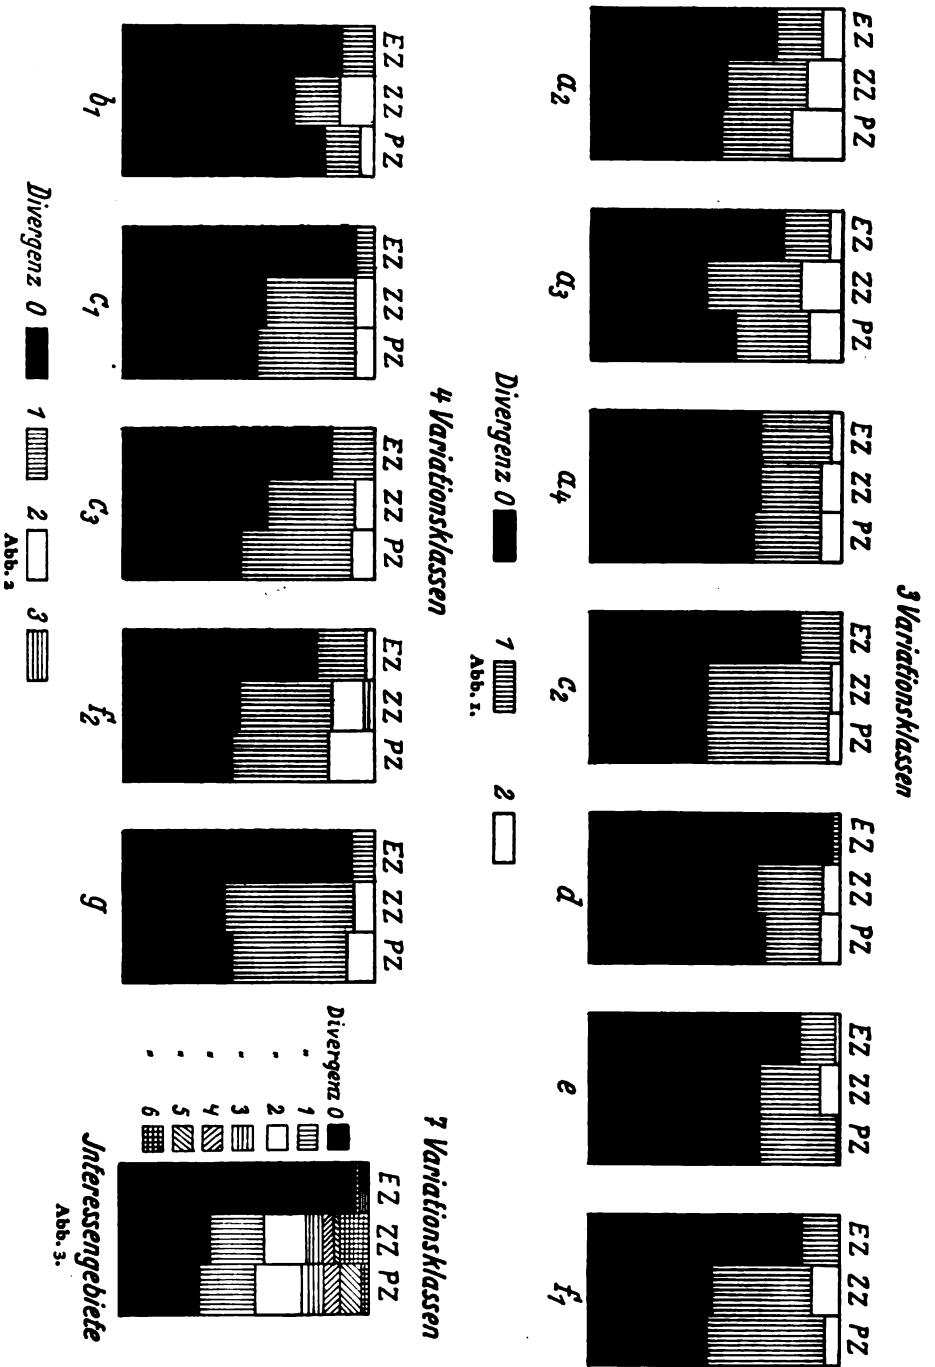 3 Variationsklassen
EZ ZZ PZ EZ ZZ PZ EZ ZZ PZ EZ ZZ PZ EZ ZZ PZ EZ ZZ PZ EZ ZZ PZ
a2 a3 a4 c2 d e f1
Divergenz 0 1 2
Abb. 1.
4 Variationsklassen
EZ ZZ PZ EZ ZZ PZ EZ ZZ PZ EZ ZZ PZ EZ ZZ PZ
b1 c1 c3 f2 g
Divergenz 0 1 2 3
Abb. 2
7 Variationsklassen
EZ ZZ PZ
Divergenz 0
" 1
" 2
" 3
" 4
" 5
" 6
Interessengebiete
Abb. 3.